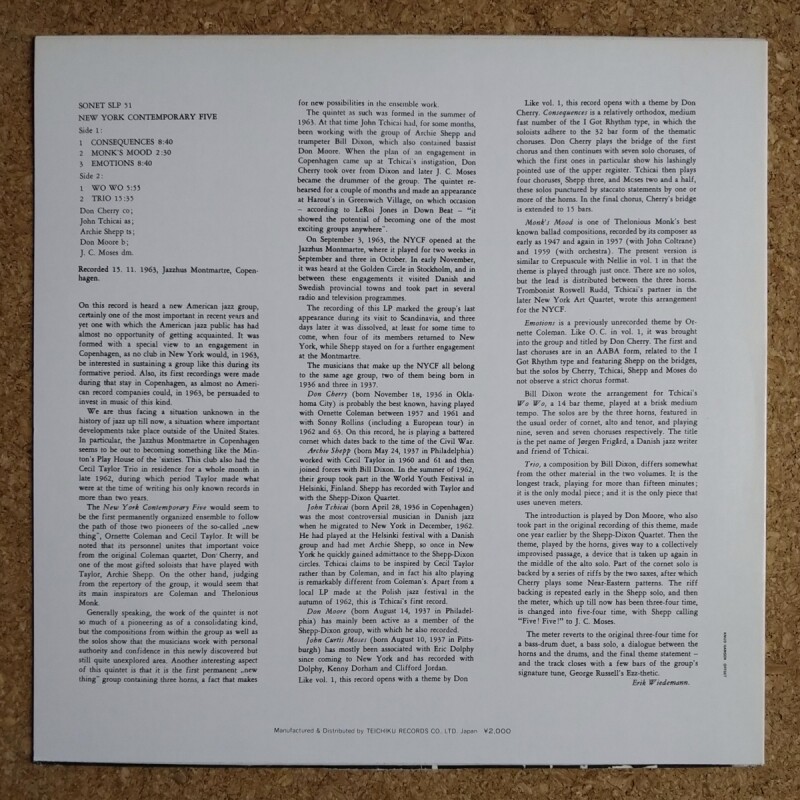 SONET SLP 51
NEW YORK CONTEMPORARY FIVE
Side 1:
1 CONSEQUENCES 8:40
2 MONK'S MOOD 2:30
3 EMOTIONS 8:40
Side 2:
1 WO WO 5:55
2 TRIO 15:35
Don Cherry co;
John Tchicai as;
Archie Shepp ts;
Don Moore b;
J. C. Moses dm.
Recorded 15. 11. 1963, Jazzhus Montmartre, Copen-
hagen.
On this record is heard a new American jazz group,
certainly one of the most important in recent years and
yet one with which the American jazz public has had
almost no opportunity of getting acquainted. It was
formed with a special view to an engagement in
Copenhagen, as no club in New York would, in 1963,
be interested in sustaining a group like this during its
formative period. Also, its first recordings were made
during that stay in Copenhagen, as almost no Ameri-
can record companies could, in 1963, be persuaded to
invest in music of this kind.
We are thus facing a situation unknown in the
history of jazz up till now, a situation where important
developments take place outside of the United States.
In particular, the Jazzhus Montmartre in Copenhagen
seems to be out to becoming something like the Min-
ton's Play House of the 'sixties. This club also had the
Cecil Taylor Trio in residence for a whole month in
late 1962, during which period Taylor made what
were at the time of writing his only known records in
more than two years.
The New York Contemporary Five would seem to
be the first permanently organized ensemble to follow
the path of those two pioneers of the so-called „new
thing", Ornette Coleman and Cecil Taylor. It will be
noted that its personnel unites that important voice
from the original Coleman quartet, Don Cherry, and
one of the most gifted soloists that have played with
Taylor, Archie Shepp. On the other hand, judging
from the repertory of the group, it would seem that
its main inspirators are Coleman and Thelonious
Monk.
Generally speaking, the work of the quintet is not
so much of a pioneering as of a consolidating kind,
but the compositions from within the group as well as
the solos show that the musicians work with personal
authority and confidence in this newly discovered but
still quite unexplored area. Another interesting aspect
of this quintet is that it is the first permanent „new
thing" group containing three horns, a fact that makes
for new possibilities in the ensemble work.
The quintet as such was formed in the summer of
1963. At that time John Tchicai had, for some months,
been working with the group of Archie Shepp and
trumpeter Bill Dixon, which also contained bassist
Don Moore. When the plan of an engagement in
Copenhagen came up at Tchicai's instigation, Don
Cherry took over from Dixon and later J. C. Moses
became the drummer of the group. The quintet re-
hearsed for a couple of months and made an appearance
at Harout's in Greenwich Village, on which occasion
– according to LeRoi Jones in Down Beat – "it
showed the potential of becoming one of the most
exciting groups anywhere".
On September 3, 1963, the NYCF opened at the
Jazzhus Montmartre, where it played for two weeks in
September and three in October. In early November,
it was heard at the Golden Circle in Stockholm, and in
between these engagements it visited Danish and
Swedish provincial towns and took part in several
radio and television programmes.
The recording of this LP marked the group's last
appearance during its visit to Scandinavia, and three
days later it was dissolved, at least for some time to
come, when four of its members returned to New
York, while Shepp stayed on for a further engagement
at the Montmartre.
The musicians that make up the NYCF all belong
to the same age group, two of them being born in
1936 and three in 1937.
Don Cherry (born November 18, 1936 in Okla-
homa City) is probably the best known, having played
with Ornette Coleman between 1957 and 1961 and
with Sonny Rollins (including a European tour) in
1962 and 63. On this record, he is playing a battered
cornet which dates back to the time of the Civil War.
Archie Shepp (born May 24, 1937 in Philadelphia)
worked with Cecil Taylor in 1960 and 61 and then
joined forces with Bill Dixon. In the summer of 1962,
their group took part in the World Youth Festival in
Helsinki, Finland. Shepp has recorded with Taylor and
with the Shepp-Dixon Quartet.
John Tchicai (born April 28, 1936 in Copenhagen)
was the most controversial musician in Danish jazz
when he migrated to New York in December, 1962.
He had played at the Helsinki festival with a Danish
group and had met Archie Shepp, so once in New
York he quickly gained admittance to the Shepp-Dixon
circles. Tchicai claims to be inspired by Cecil Taylor
rather than by Coleman, and in fact his alto playing
is remarkably different from Coleman's. Apart from a
local LP made at the Polish jazz festival in the
autumn of 1962, this is Tchicai's first record.
Don Moore (born August 14, 1937 in Philadel-
phia) has mainly been active as a member of the
Shepp-Dixon group, with which he also recorded.
John Curtis Moses (born August 10, 1937 in Pitts-
burgh) has mostly been associated with Eric Dolphy
since coming to New York and has recorded with
Dolphy, Kenny Dorham and Clifford Jordan.
Like vol. 1, this record opens with a theme by Don
Like vol. 1, this record opens with a theme by Don
Cherry. Consequences is a relatively orthodox, medium
fast number of the I Got Rhythm type, in which the
soloists adhere to the 32 bar form of the thematic
choruses. Don Cherry plays the bridge of the first
chorus and then continues with seven solo choruses, of
which the first ones in particular show his lashingly
pointed use of the upper register. Tchicai then plays
four choruses, Shepp three, and Moses two and a half,
these solos punctured by staccato statements by one or
more of the horns. In the final chorus, Cherry's bridge
is extended to 15 bars.
Monk's Mood is one of Thelonious Monk's best
known ballad compositions, recorded by its composer as
early as 1947 and again in 1957 (with John Coltrane)
and 1959 (with orchestra). The present version is
similar to Crepuscule with Nellie in vol. 1 in that the
theme is played through just once. There are no solos,
but the lead is distributed between the three horns.
Trombonist Roswell Rudd, Tchicai's partner in the
later New York Art Quartet, wrote this arrangement
for the NYCF.
Emotions is a previously unrecorded theme by Or-
nette Coleman. Like O. C. in vol. 1, it was brought
into the group and titled by Don Cherry. The first and
last choruses are in an AABA form, related to the I
Got Rhythm type and featuring Shepp on the bridges,
but the solos by Cherry, Tchicai, Shepp and Moses do
not observe a strict chorus format.
Bill Dixon wrote the arrangement for Tchicai's
Wo Wo, a 14 bar theme, played at a brisk medium
tempo. The solos are by the three horns, featured in
the usual order of cornet, alto and tenor, and playing
nine, seven and seven choruses respectively. The title
is the pet name of Jørgen Frigård, a Danish jazz writer
and friend of Tchicai.
Trio, a composition by Bill Dixon, differs somewhat
from the other material in the two volumes. It is the
longest track, playing for more than fifteen minutes;
it is the only modal piece; and it is the only piece that
uses uneven meters.
The introduction is played by Don Moore, who also
took part in the original recording of this theme, made
one year earlier by the Shepp-Dixon Quartet. Then the
theme, played by the horns, gives way to a collectively
improvised passage, a device that is taken up again in
the middle of the alto solo. Part of the cornet solo is
backed by a series of riffs by the two saxes, after which
Cherry plays some Near-Eastern patterns. The riff
backing is repeated early in the Shepp solo, and then
the meter, which up till now has been three-four time,
is changed into five-four time, with Shepp calling
"Five! Five!" to J. C. Moses.
The meter reverts to the original three-four time for
a bass-drum duet, a bass solo, a dialogue between the
horns and the drums, and the final theme statement –
and the track closes with a few bars of the group's
signature tune, George Russell's Ezz-thetic.
Erik Wiedemann.
Manufactured & Distributed by TEICHIKU RECORDS CO., LTD. Japan ¥2,000